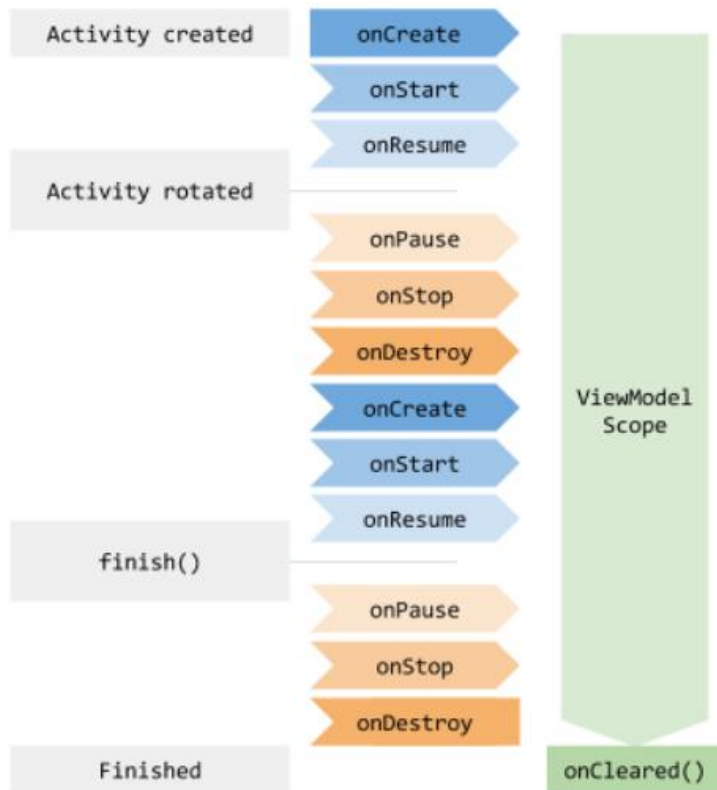 Activity created
onCreate
onStart
onResume
Activity rotated
onPause
onStop
onDestroy
onCreate
onStart
onResume
ViewModel
Scope
finish()
onPause
onStop
onDestroy
Finished
onCleared()